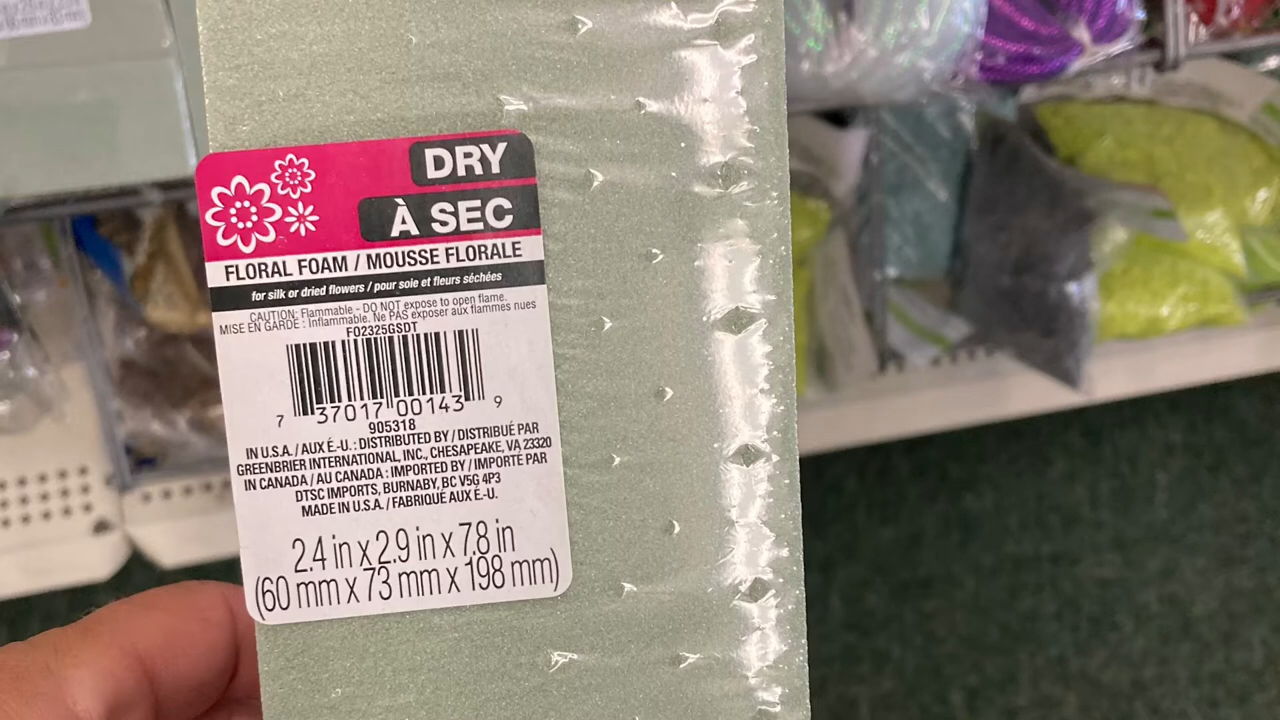 DRY
À SEC
FLORAL FOAM / MOUSSE FLORALE
for silk or dried flowers / pour soie et fleurs séchées
CAUTION: Flammable - DO NOT expose to open flame.
MISE EN GARDE : Inflammable. Ne PAS exposer aux flammes nues
F02325GSDT
7 37017 00143 9
905318
IN U.S.A. / AUX É.-U. : DISTRIBUTED BY / DISTRIBUÉ PAR
GREENBRIER INTERNATIONAL, INC., CHESAPEAKE, VA 23320
IN CANADA / AU CANADA : IMPORTED BY / IMPORTÉ PAR
DTSC IMPORTS, BURNABY, BC V5G 4P3
MADE IN U.S.A. / FABRIQUÉ AUX É.-U.
2.4 in x 2.9 in x 7.8 in
(60 mm x 73 mm x 198 mm)